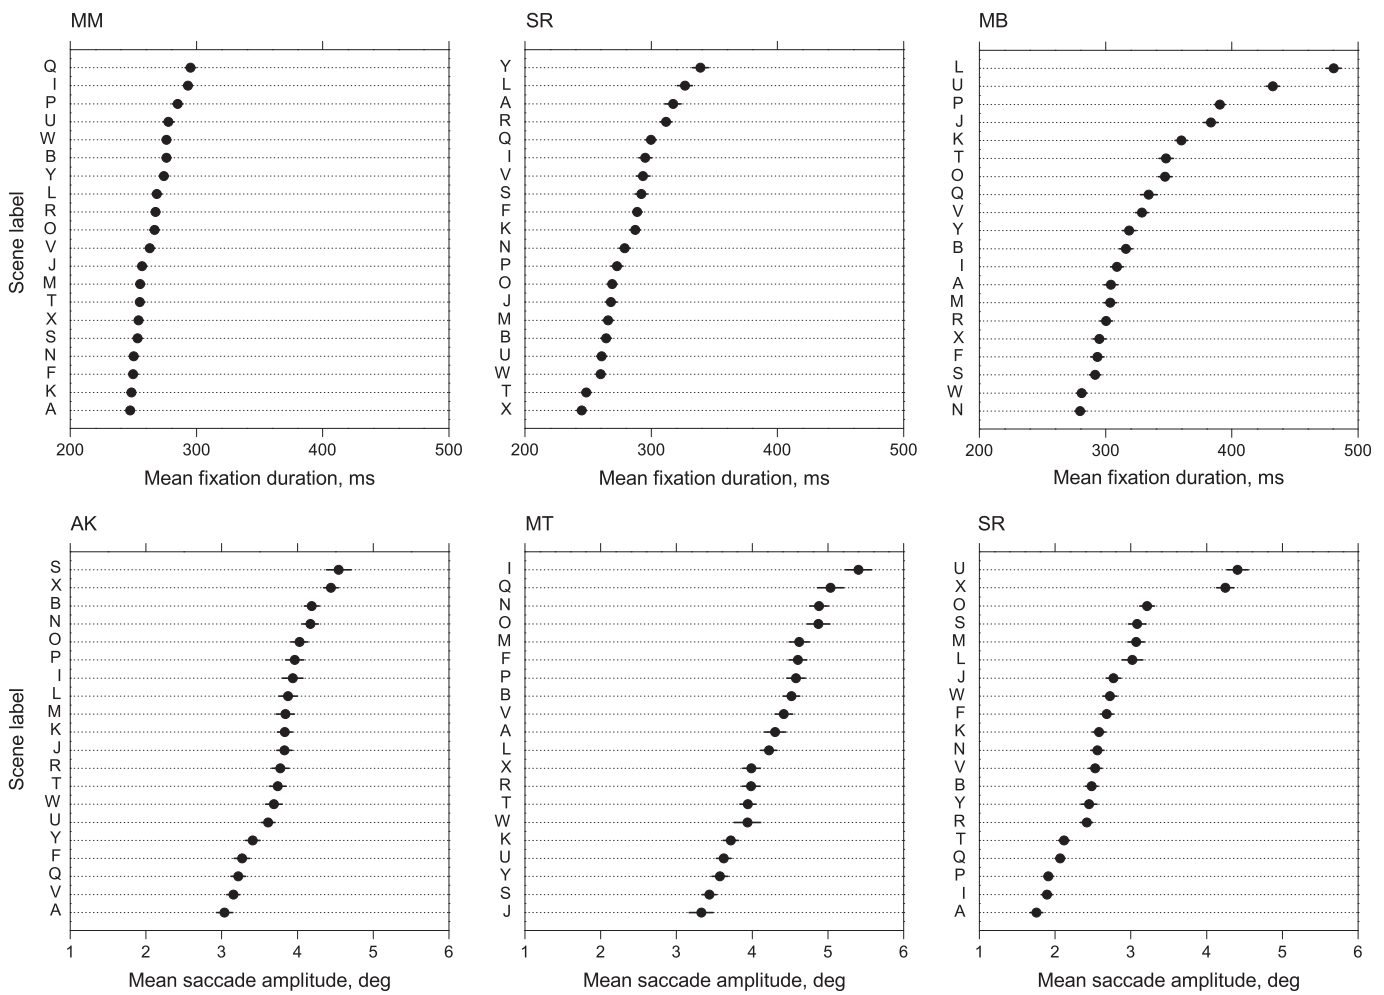 MM
SR
MB
Scene label
Q
I
P
U
W
B
Y
L
R
O
V
J
M
T
X
S
N
F
K
A
200 300 400 500
Mean fixation duration, ms
Y
L
A
R
Q
I
V
S
F
K
N
P
O
J
M
B
U
W
T
X
200 300 400 500
Mean fixation duration, ms
L
U
P
J
K
T
O
Q
V
Y
B
I
A
M
R
X
F
S
W
N
200 300 400 500
Mean fixation duration, ms
AK
MT
SR
Scene label
S
X
B
N
O
P
I
L
M
K
J
R
T
W
U
Y
F
Q
V
A
1 2 3 4 5 6
Mean saccade amplitude, deg
I
Q
N
O
M
F
P
B
V
A
L
X
R
T
W
K
U
Y
S
J
1 2 3 4 5 6
Mean saccade amplitude, deg
U
X
O
S
M
L
J
W
F
K
N
V
B
Y
R
T
Q
P
I
A
1 2 3 4 5 6
Mean saccade amplitude, deg